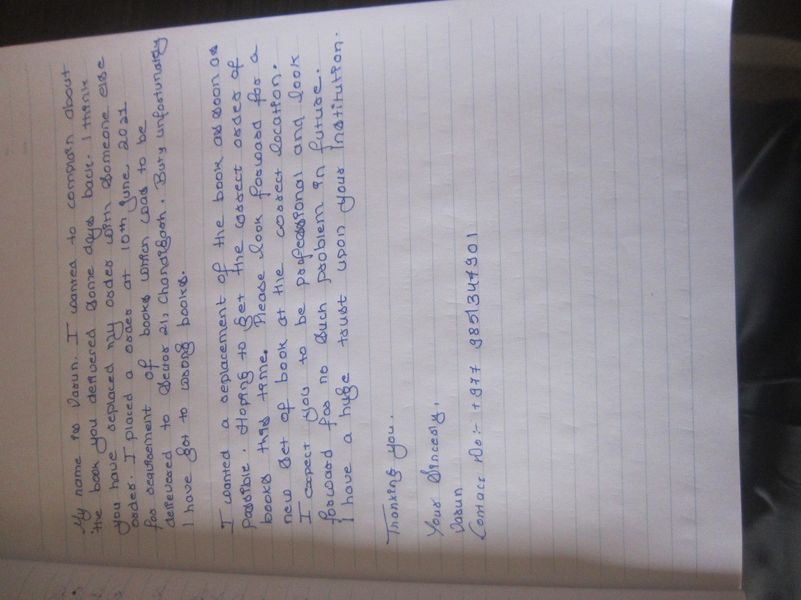 My name is Varun. I wanted to complain about
the book you delivered some days back. I think
you have replaced my order with someone else
order. I placed a order at 10th June 2021
for requirement of books which was to be
delivered to 21, Chandigarh. But unfortunately
I have got to wrong books.
I wanted a replacement of the book as soon as
possible. Hoping to get the correct order of
books this time. Please look forward for a
new set of book at the correct location.
I expect you to be professional and look
forward for no such problem in future.
I have a huge trust upon your Institution.
Thanking you.
Your Sincerly,
Varun
Contact No:- +977 9851347901